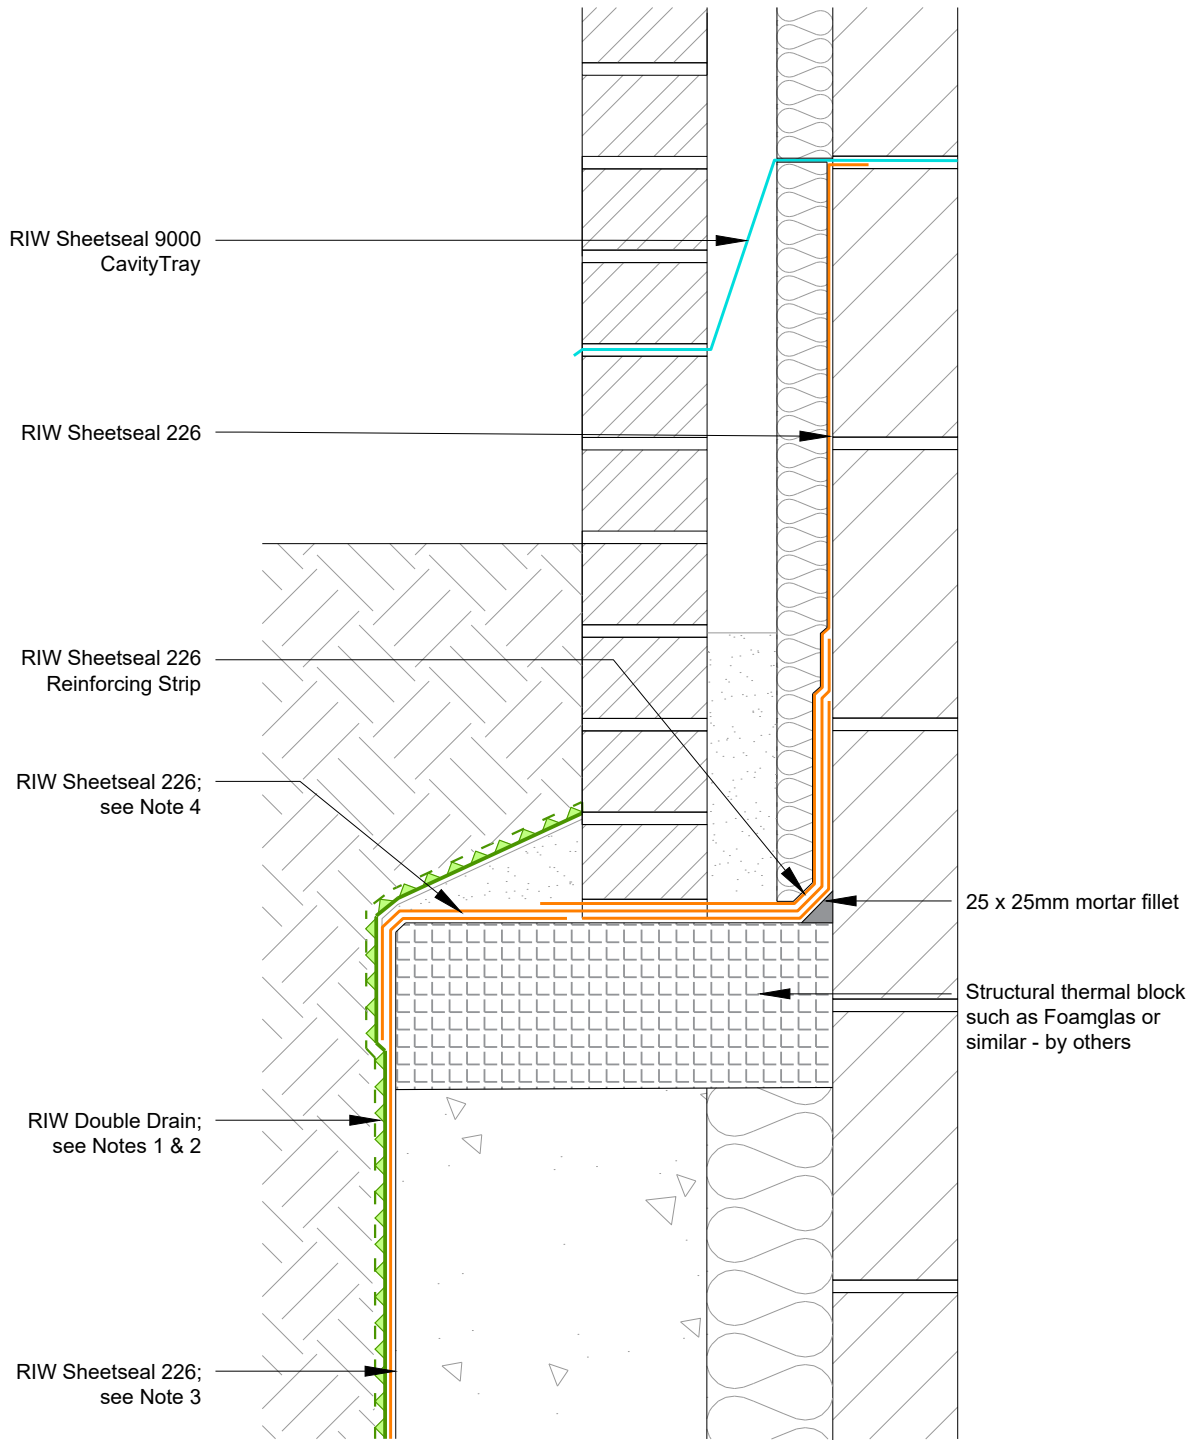 RIW Sheetseal 9000
CavityTray
RIW Sheetseal 226
RIW Sheetseal 226
Reinforcing Strip
RIW Sheetseal 226;
see Note 4
25 x 25mm mortar fillet
Structural thermal block
such as Foamglas or
similar - by others
RIW Double Drain;
see Notes 1 & 2
RIW Sheetseal 226;
see Note 3